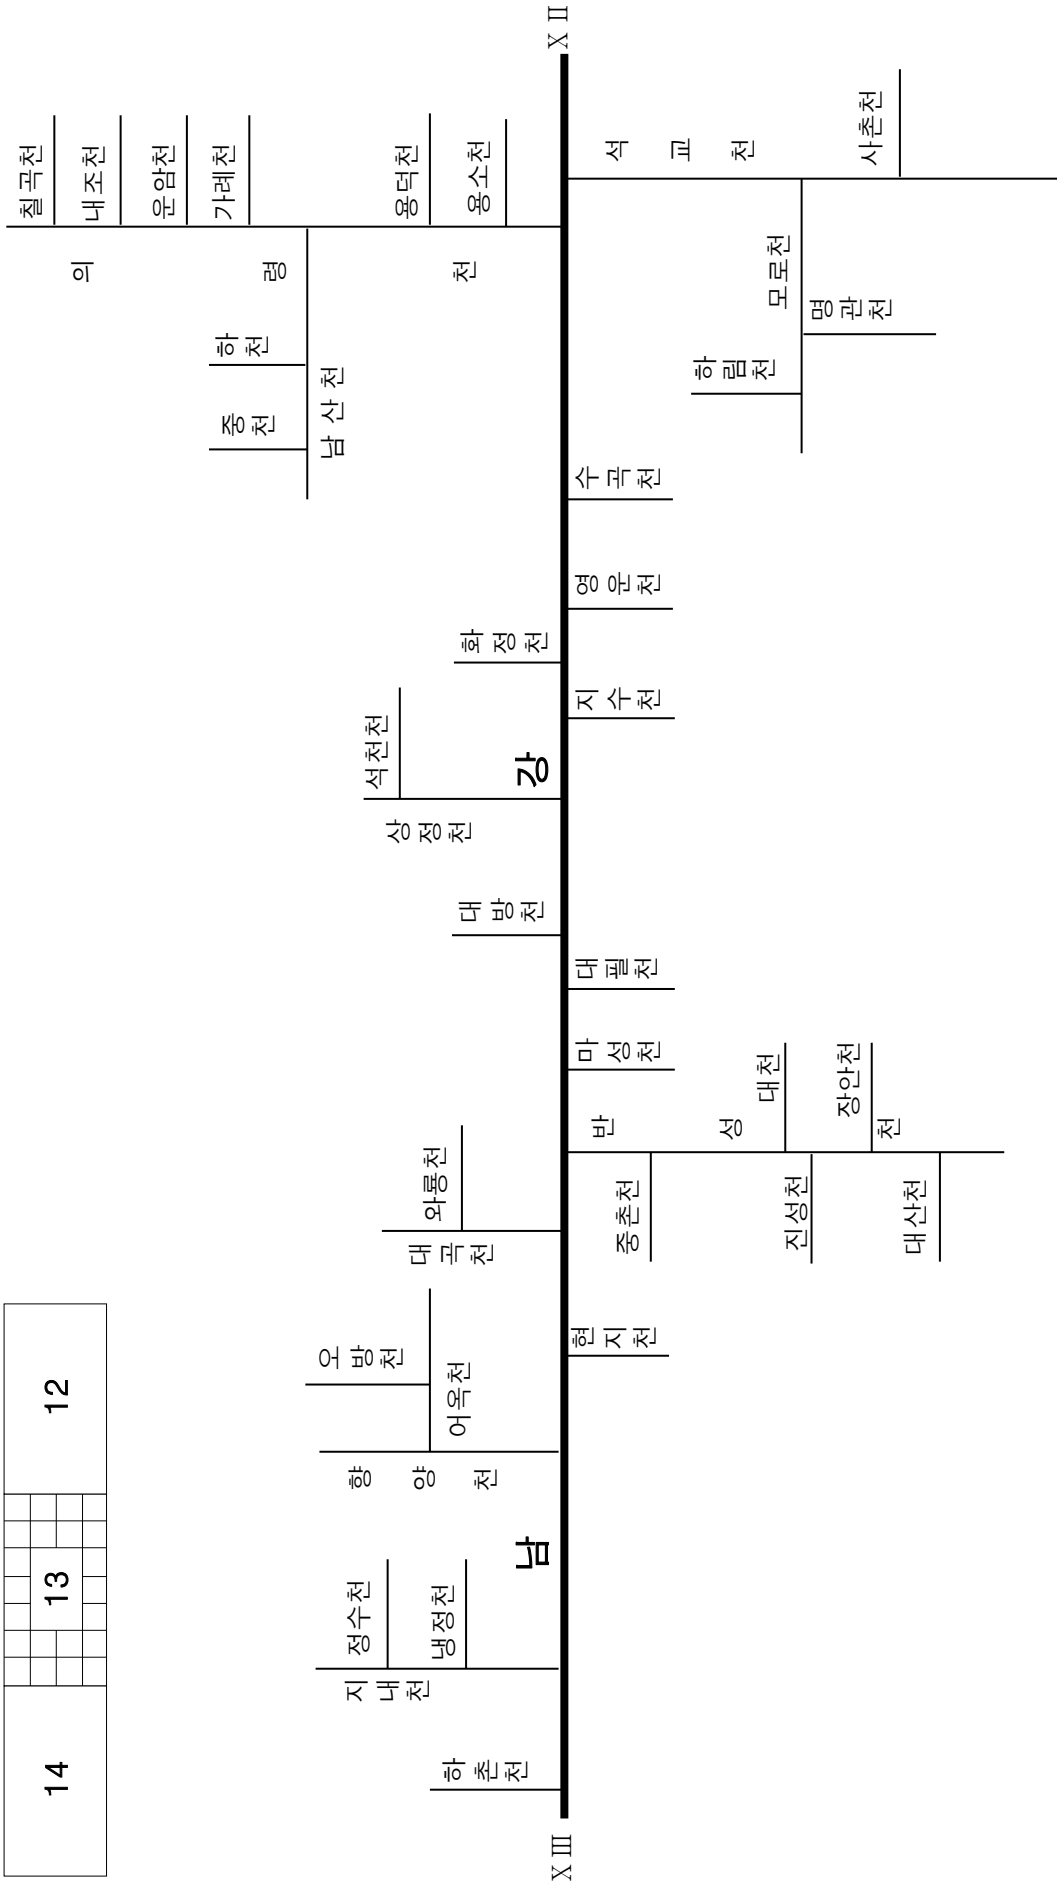 X II
칠곡천
내조천
운암천
가례천
용덕천
용소천
의령천
하천
중천
남산천
석교천
사촌천
모로천
명관천
하림천
수곡천
영운천
화정천
지수천
석천천
상정천
강
대방천
대필천
마성천
반성천
대천
장안천
중촌천
진성천
대산천
와룡천
대곡천
현지천
오방천
어옥천
향양천
남
정수천
냉정천
지내천
하촌천
X III
12
13
14